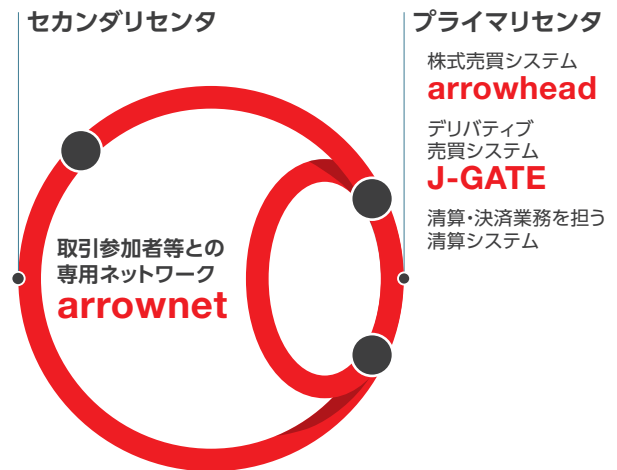 セカンダリセンタ
プライマリセンタ
株式売買システム
arrowhead
デリバティブ
売買システム
J-GATE
清算・決済業務を担う
清算システム
取引参加者等との
専用ネットワーク
arrownet